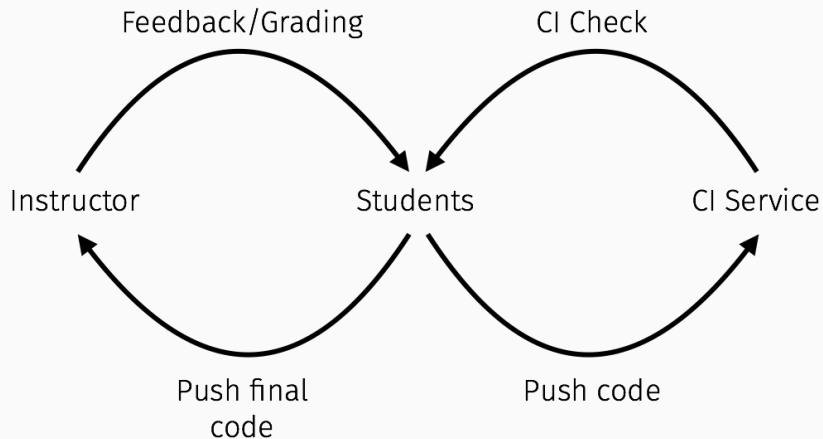 Feedback/Grading
CI Check
Instructor
Students
CI Service
Push final
code
Push code